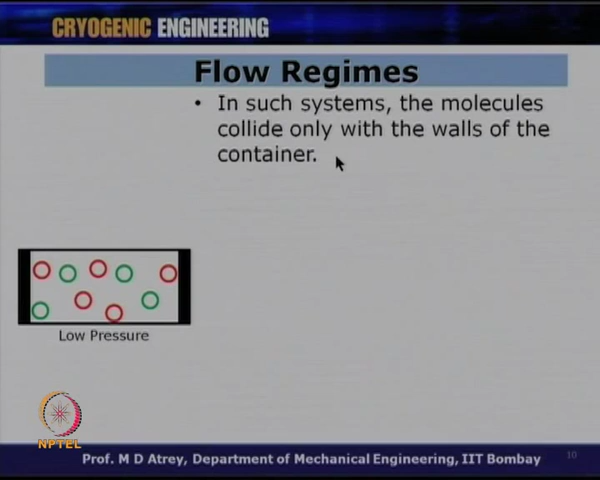 CRYOGENIC ENGINEERING
Flow Regimes
• In such systems, the molecules
collide only with the walls of the
container.
Low Pressure
NPTEL
Prof. M D Atrey, Department of Mechanical Engineering, IIT Bombay
10